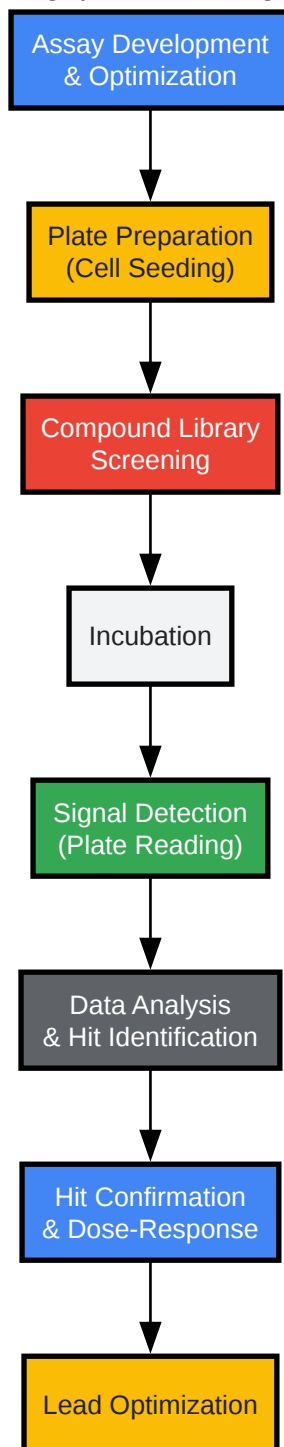 Assay Development
& Optimization
Plate Preparation
(Cell Seeding)
Compound Library
Screening
Incubation
Signal Detection
(Plate Reading)
Data Analysis
& Hit Identification
Hit Confirmation
& Dose-Response
Lead Optimization